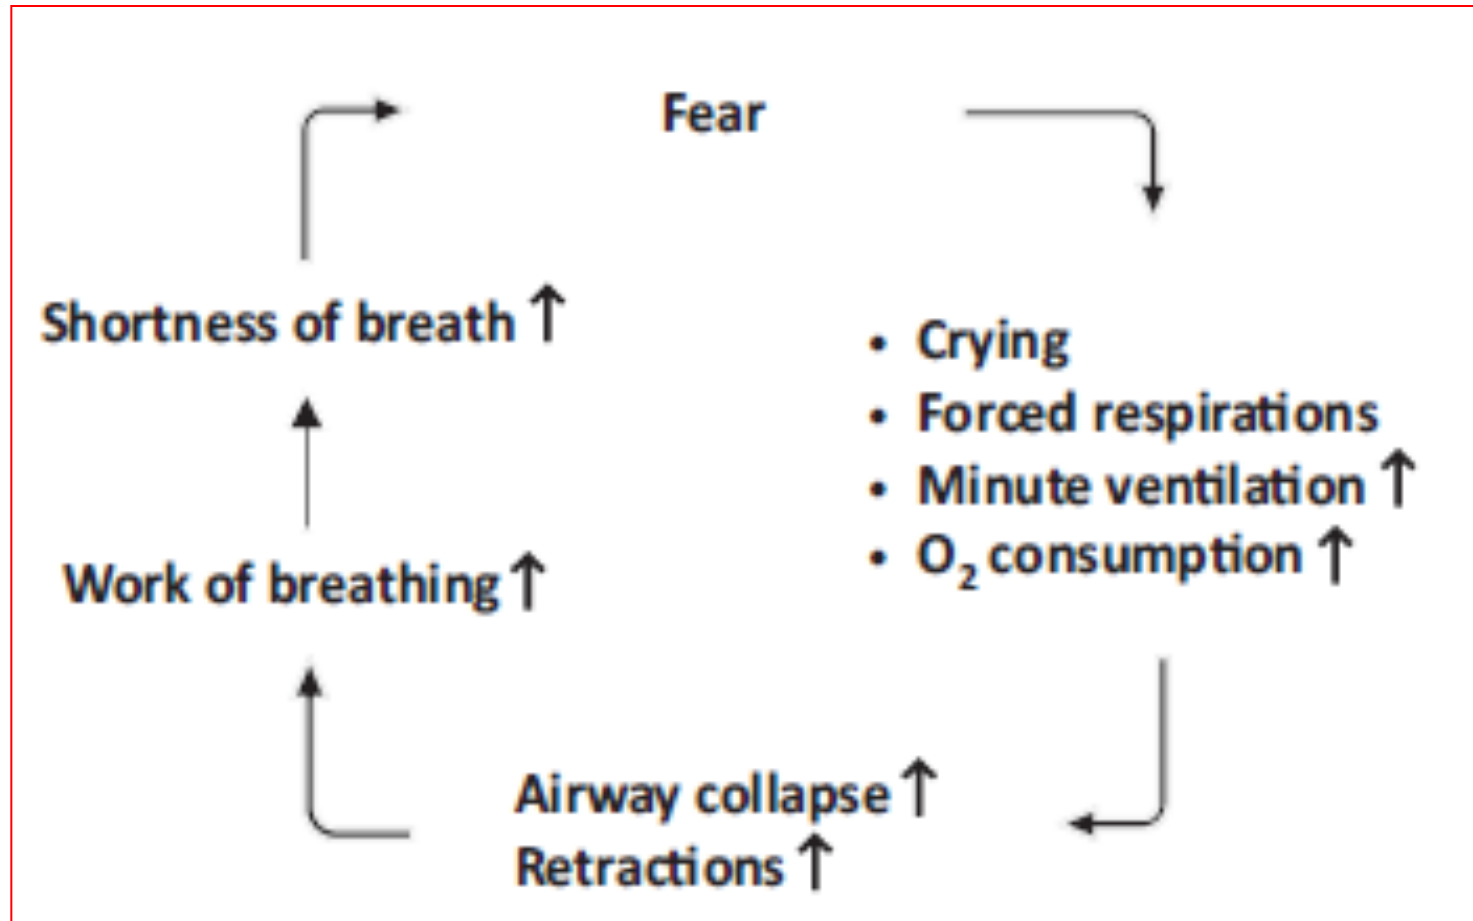 Fear
Shortness of breath ↑
• Crying
• Forced respirations
• Minute ventilation ↑
• O₂ consumption ↑
Work of breathing ↑
Airway collapse ↑
Retractions ↑